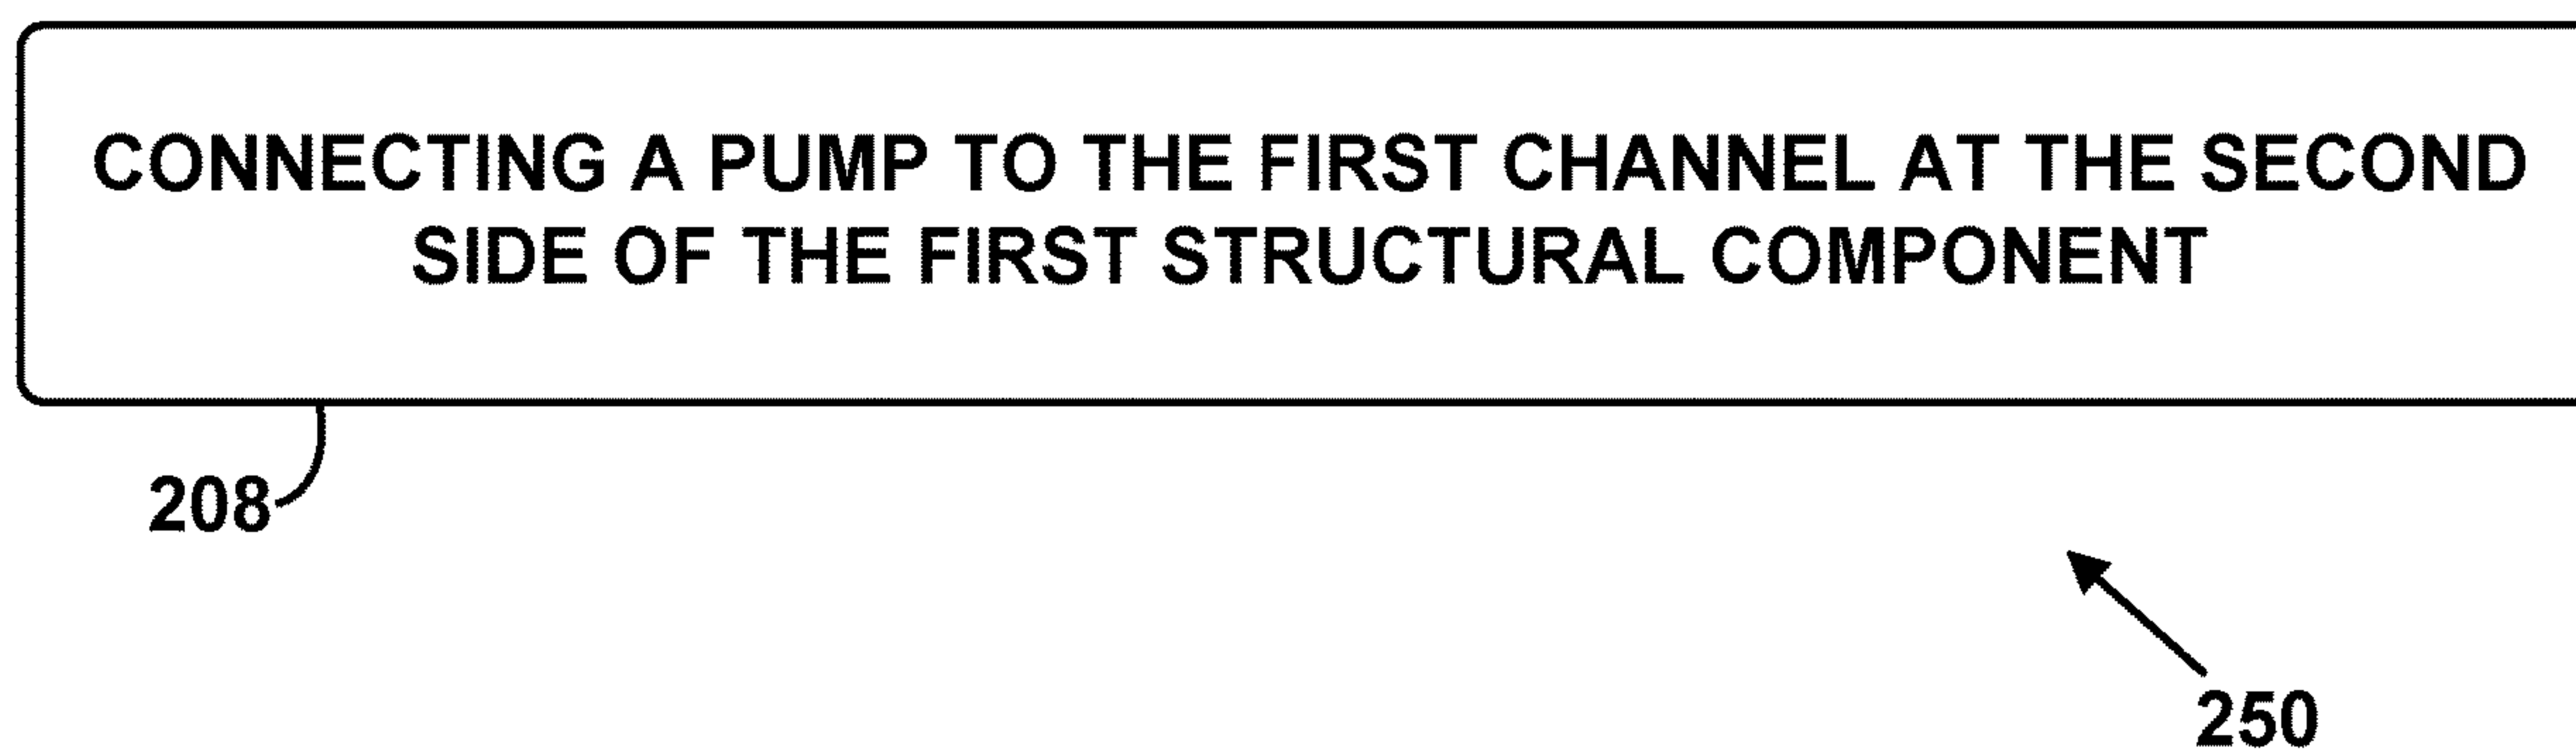 CONNECTING A PUMP TO THE FIRST CHANNEL AT THE SECOND
SIDE OF THE FIRST STRUCTURAL COMPONENT
208
250